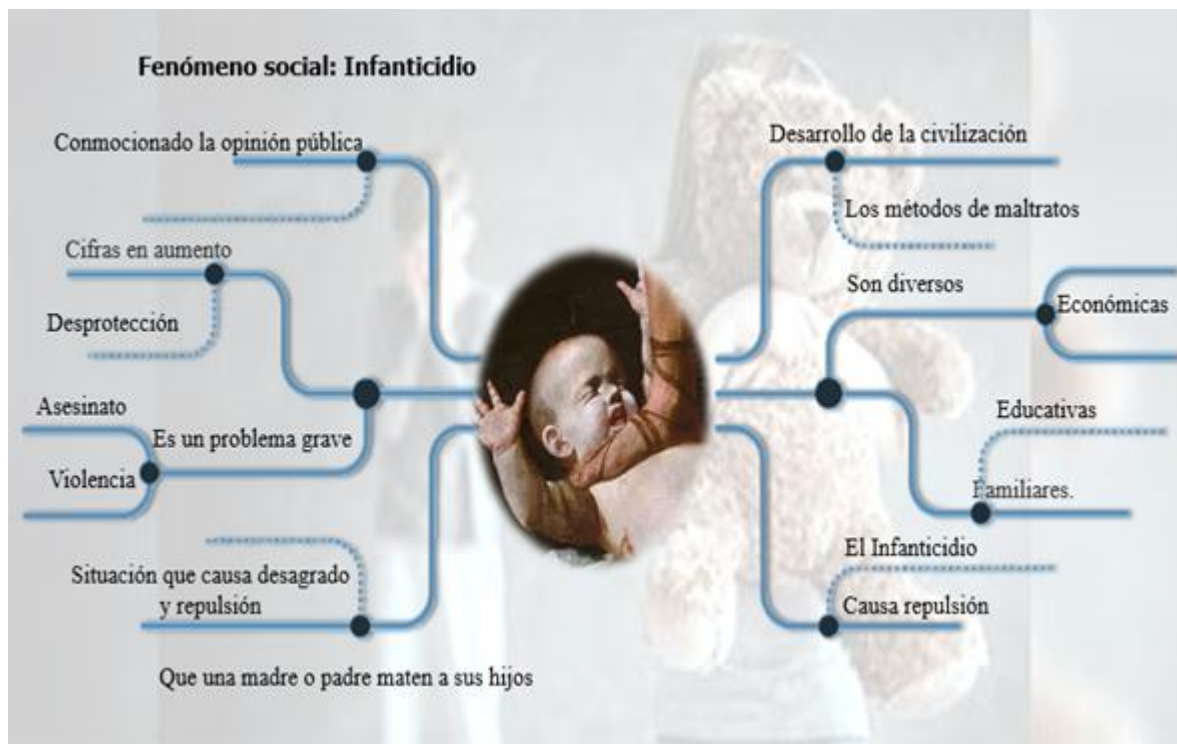 Fenómeno social: Infanticidio
Conmocionado la opinión pública
Cifras en aumento
Desprotección
Asesinato
Es un problema grave
Violencia
Situación que causa desagrado
y repulsión
Que una madre o padre maten a sus hijos
Desarrollo de la civilización
Los métodos de maltratos
Son diversos
Económicas
Educativas
Familiares.
El Infanticidio
Causa repulsión